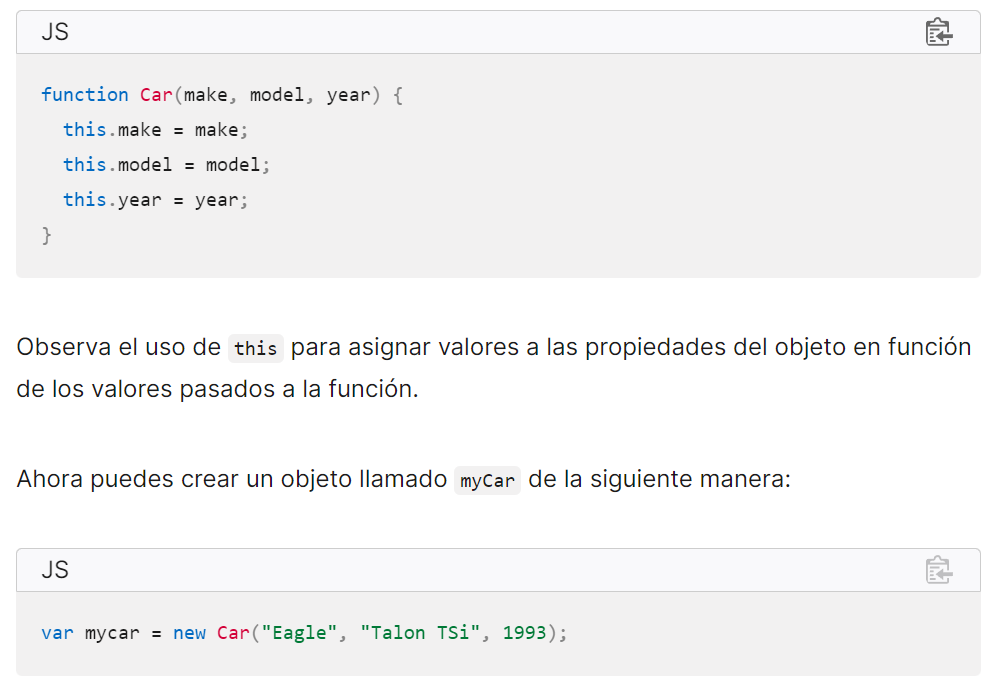 JS
function Car(make, model, year) {
  this.make = make;
  this.model = model;
  this.year = year;
}
Observa el uso de this para asignar valores a las propiedades del objeto en función
de los valores pasados a la función.
Ahora puedes crear un objeto llamado myCar de la siguiente manera:
JS
var mycar = new Car("Eagle", "Talon TSi", 1993);